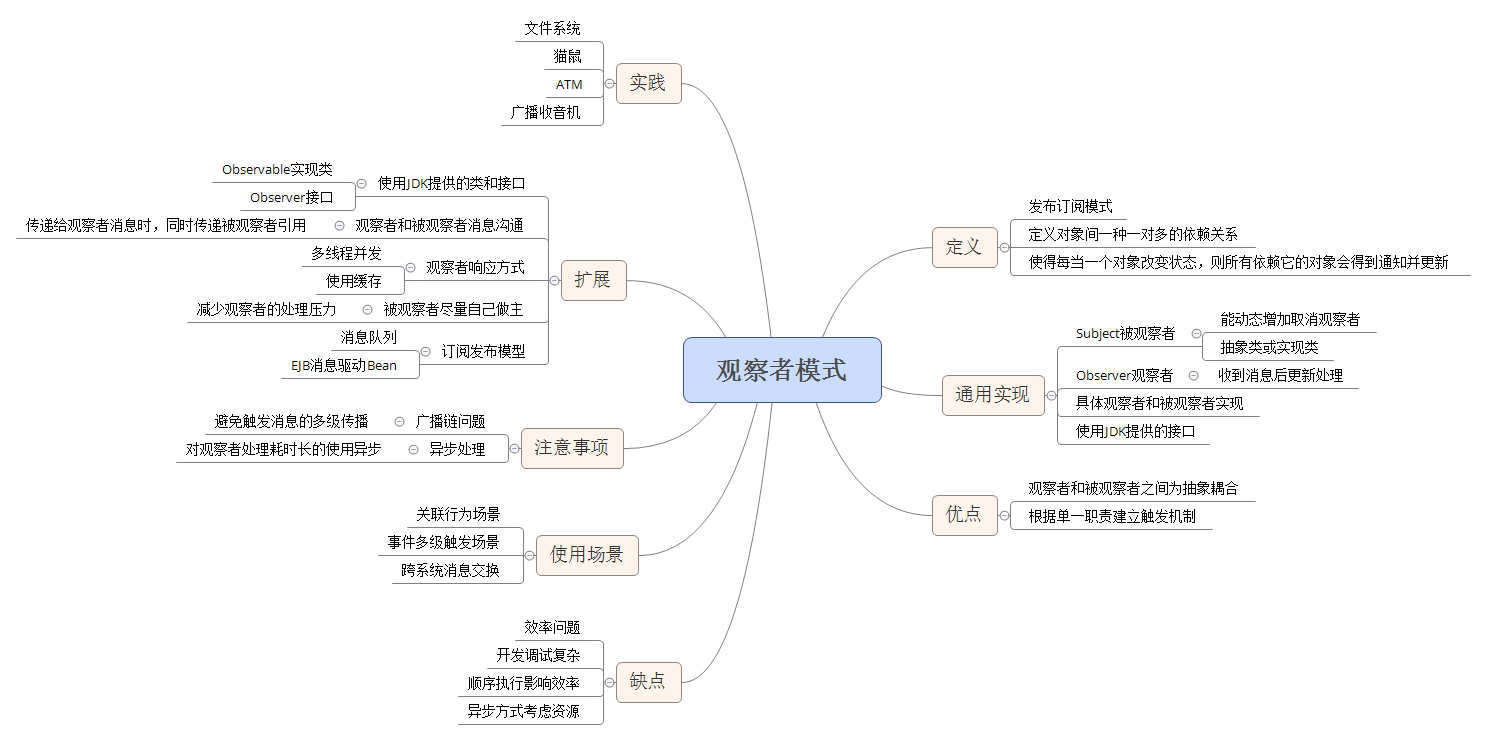 观察者模式
定义
发布订阅模式
定义对象间一种一对多的依赖关系
使得每当一个对象改变状态，则所有依赖它的对象会得到通知并更新
通用实现
Subject被观察者
能动态增加取消观察者
抽象类或实现类
Observer观察者
收到消息后更新处理
具体观察者和被观察者实现
使用JDK提供的接口
优点
观察者和被观察者之间为抽象耦合
根据单一职责建立触发机制
缺点
效率问题
开发调试复杂
顺序执行影响效率
异步方式考虑资源
使用场景
关联行为场景
事件多级触发场景
跨系统消息交换
注意事项
广播链问题
避免触发消息的多级传播
异步处理
对观察者处理耗时长的使用异步
扩展
使用JDK提供的类和接口
Observable实现类
Observer接口
观察者和被观察者消息沟通
传递给观察者消息时，同时传递被观察者引用
观察者响应方式
多线程并发
使用缓存
被观察者尽量自己做主
减少观察者的处理压力
订阅发布模型
消息队列
EJB消息驱动Bean
实践
文件系统
猫鼠
ATM
广播收音机